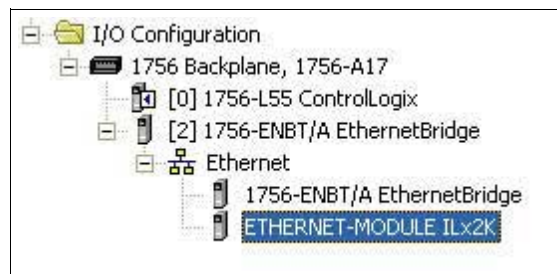 I/O Configuration
1756 Backplane, 1756-A17
[0] 1756-L55 ControlLogix
[2] 1756-ENBT/A EthernetBridge
Ethernet
1756-ENBT/A EthernetBridge
ETHERNET-MODULE ILx2K